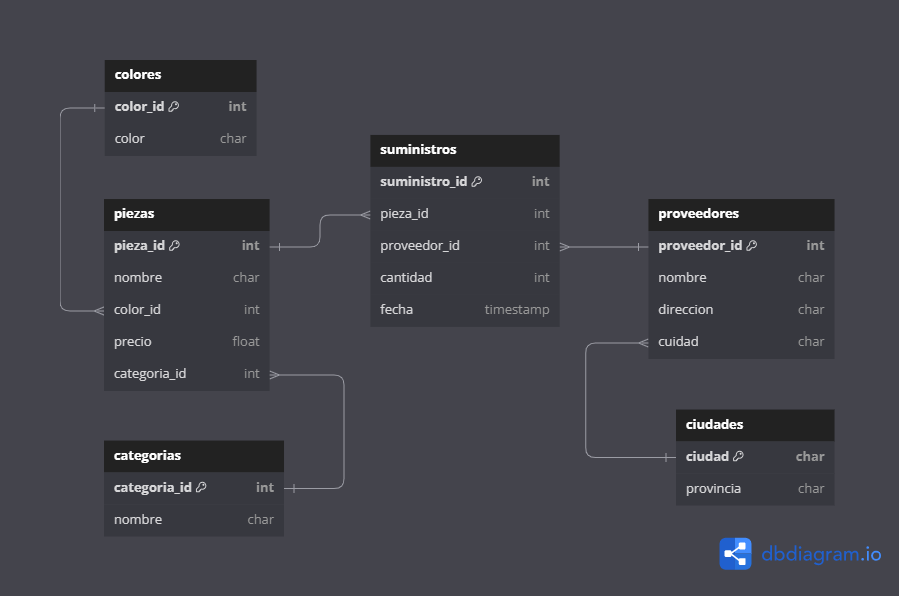 colores
color_id int
color char
piezas
pieza_id int
nombre char
color_id int
precio float
categoria_id int
categorias
categoria_id int
nombre char
suministros
suministro_id int
pieza_id int
proveedor_id int
cantidad int
fecha timestamp
proveedores
proveedor_id int
nombre char
direccion char
cuidad char
ciudades
ciudad char
provincia char
dbdiagram.io